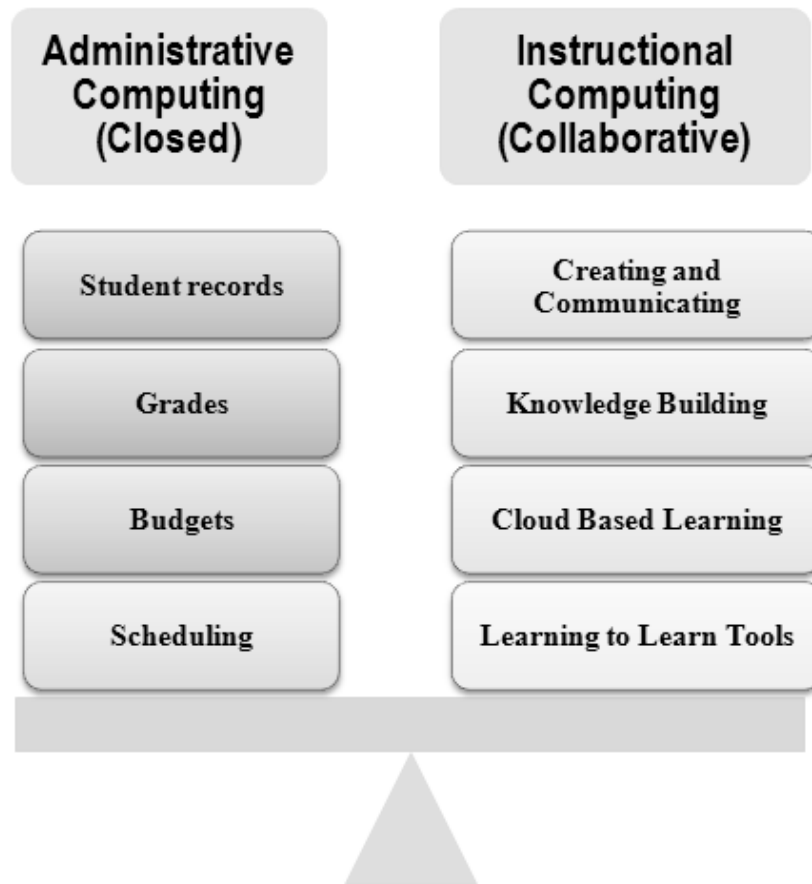 Administrative
Computing
(Closed)
Instructional
Computing
(Collaborative)
Student records
Grades
Budgets
Scheduling
Creating and
Communicating
Knowledge Building
Cloud Based Learning
Learning to Learn Tools